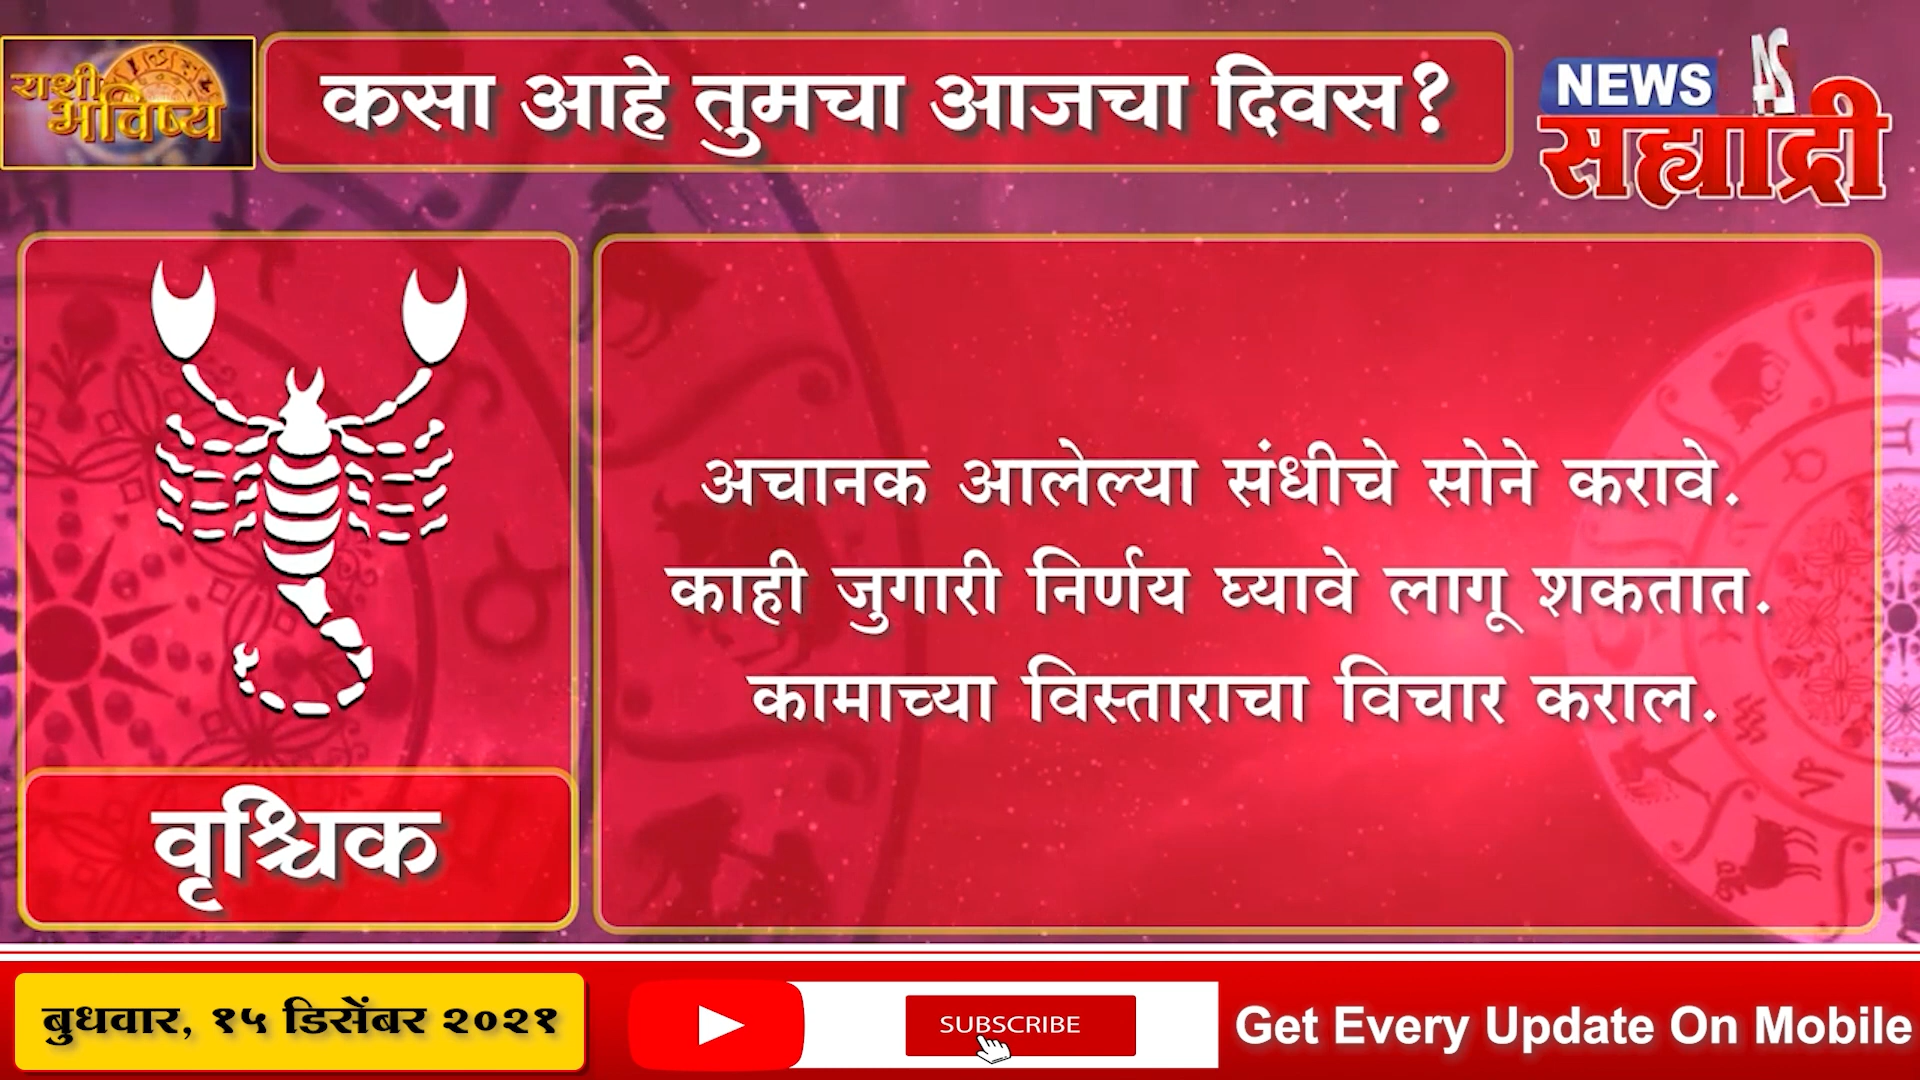 राशी
भविष्य
कसा आहे तुमचा आजचा दिवस?
NEWS
सह्याद्री
अचानक आलेल्या संधीचे सोने करावे.
काही जुगारी निर्णय घ्यावे लागू शकतात.
कामाच्या विस्ताराचा विचार कराल.
वृश्चिक
बुधवार, १५ डिसेंबर २०२१
SUBSCRIBE
Get Every Update On Mobile